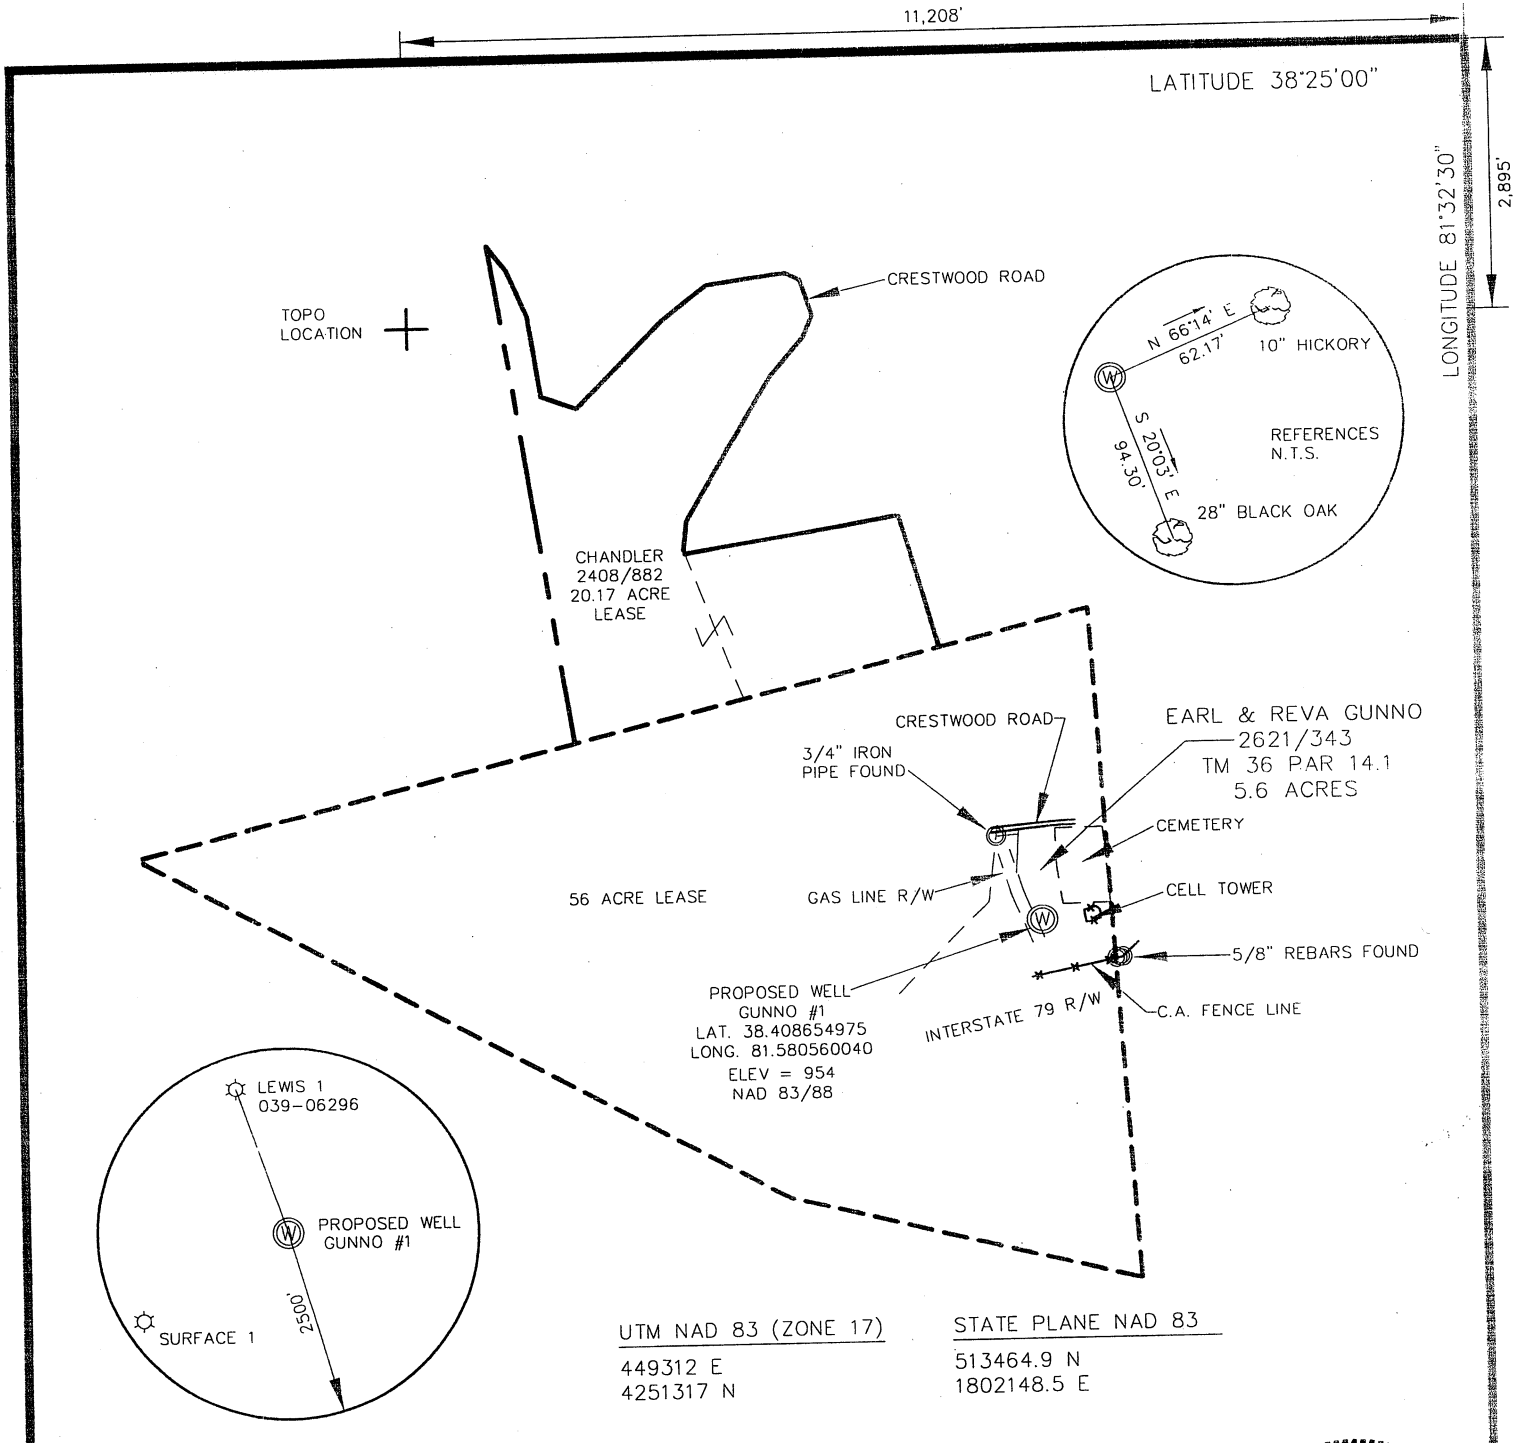 11,208'
LATITUDE 38°25'00"
LONGITUDE 81°32'30"
2,895'
TOPO
LOCATION
CRESTWOOD ROAD
N 66°14' E
62.17'
10" HICKORY
W
S 20°03' E
94.30'
REFERENCES
N.T.S.
28" BLACK OAK
CHANDLER
2408/882
20.17 ACRE
LEASE
CRESTWOOD ROAD
EARL & REVA GUNNO
2621/343
TM 36 PAR 14.1
5.6 ACRES
3/4" IRON
PIPE FOUND
CEMETERY
56 ACRE LEASE
GAS LINE R/W
CELL TOWER
W
5/8" REBARS FOUND
PROPOSED WELL
GUNNO #1
LAT. 38.408654975
LONG. 81.580560040
ELEV = 954
NAD 83/88
INTERSTATE 79 R/W
C.A. FENCE LINE
LEWIS 1
039-06296
W
PROPOSED WELL
GUNNO #1
2500'
SURFACE 1
UTM NAD 83 (ZONE 17)
449312 E
4251317 N
STATE PLANE NAD 83
513464.9 N
1802148.5 E